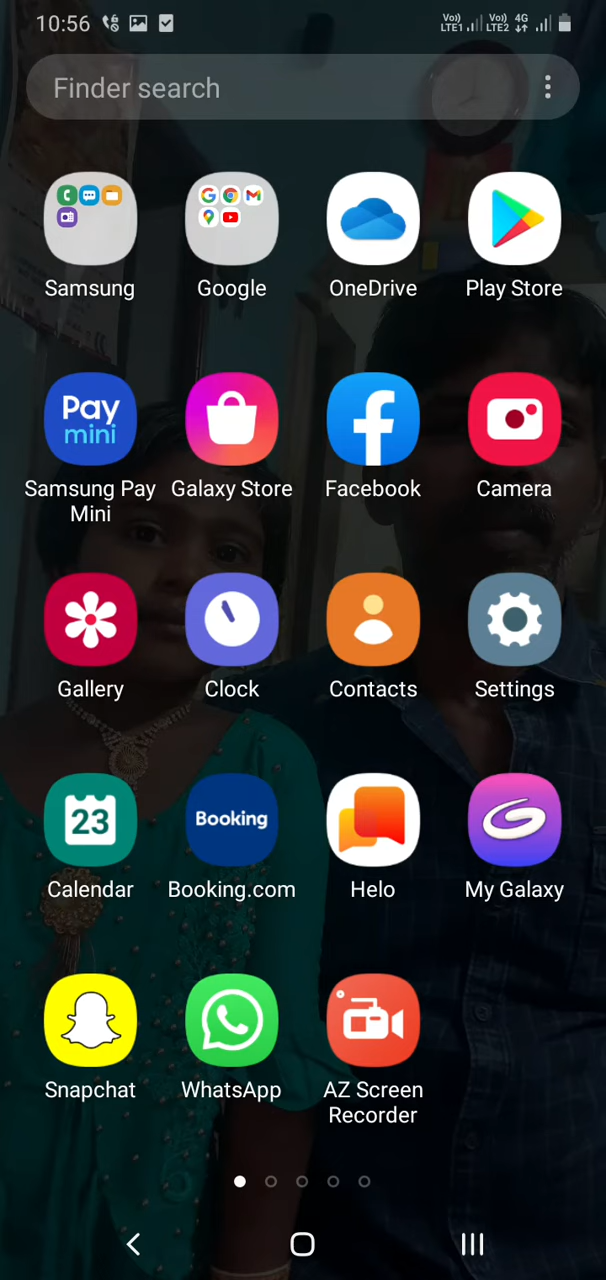 10:56
Vo)) LTE1 Vo)) LTE2 4G
Finder search
Samsung Google OneDrive Play Store
Pay mini
Samsung Pay Mini Galaxy Store Facebook Camera
Gallery Clock Contacts Settings
23 Booking
Calendar Booking.com Helo My Galaxy
Snapchat WhatsApp AZ Screen Recorder